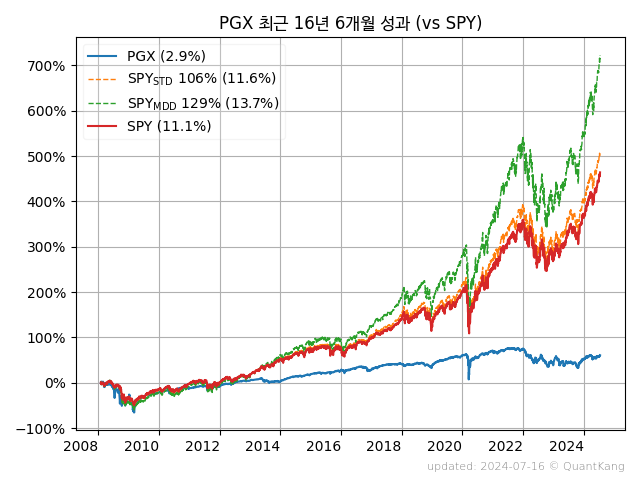 PGX 최근 16년 6개월 성과 (vs SPY)
PGX (2.9%)
SPY_STD 106% (11.6%)
SPY_MDD 129% (13.7%)
SPY (11.1%)
700%
600%
500%
400%
300%
200%
100%
0%
−100%
2008 2010 2012 2014 2016 2018 2020 2022 2024
updated: 2024-07-16 © QuantKang